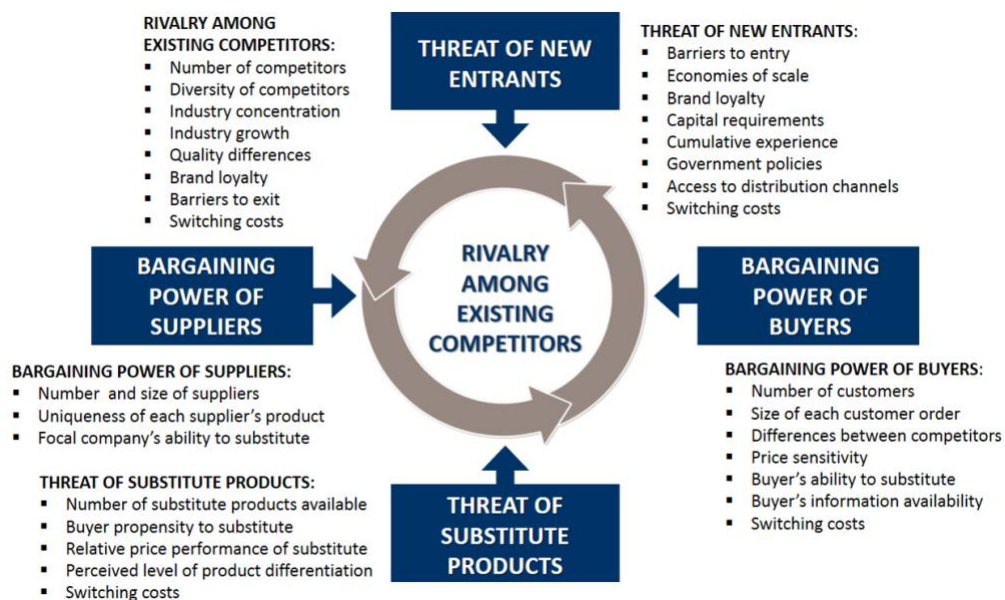 RIVALRY AMONG
EXISTING COMPETITORS:
▪ Number of competitors
▪ Diversity of competitors
▪ Industry concentration
▪ Industry growth
▪ Quality differences
▪ Brand loyalty
▪ Barriers to exit
▪ Switching costs
THREAT OF NEW
ENTRANTS
THREAT OF NEW ENTRANTS:
▪ Barriers to entry
▪ Economies of scale
▪ Brand loyalty
▪ Capital requirements
▪ Cumulative experience
▪ Government policies
▪ Access to distribution channels
▪ Switching costs
BARGAINING
POWER OF
SUPPLIERS
RIVALRY
AMONG
EXISTING
COMPETITORS
BARGAINING
POWER OF
BUYERS
BARGAINING POWER OF SUPPLIERS:
▪ Number and size of suppliers
▪ Uniqueness of each supplier's product
▪ Focal company's ability to substitute
BARGAINING POWER OF BUYERS:
▪ Number of customers
▪ Size of each customer order
▪ Differences between competitors
▪ Price sensitivity
▪ Buyer's ability to substitute
▪ Buyer's information availability
▪ Switching costs
THREAT OF SUBSTITUTE PRODUCTS:
▪ Number of substitute products available
▪ Buyer propensity to substitute
▪ Relative price performance of substitute
▪ Perceived level of product differentiation
▪ Switching costs
THREAT OF
SUBSTITUTE
PRODUCTS